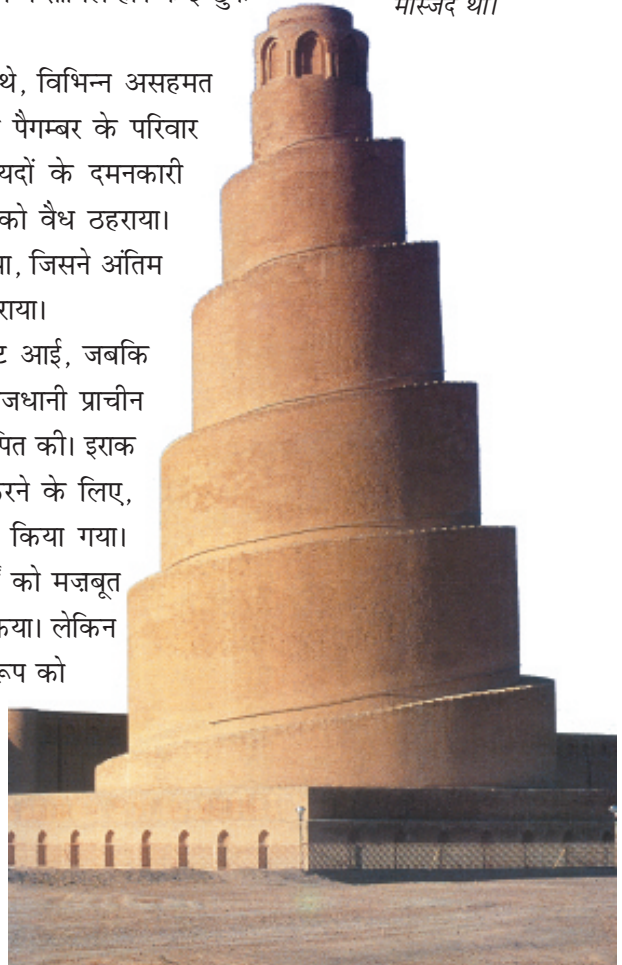 मस्जिद थी।
थे, विभिन्न असहमत
पैगम्बर के परिवार
यदों के दमनकारी
को वैध ठहराया।
जिसने अंतिम
राया।
आई, जबकि
जधानी प्राचीन
पित की। इराक
रने के लिए,
किया गया।
को मज़बूत
कया। लेकिन
रूप को